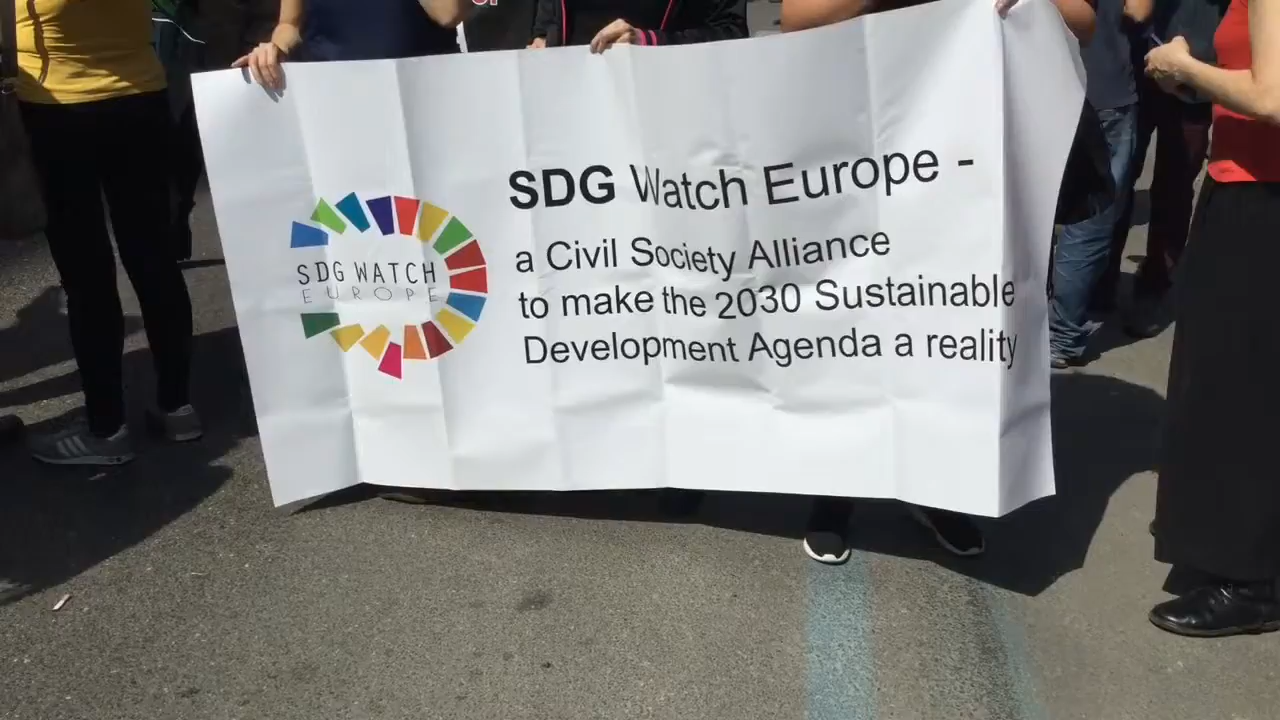 SDG WATCH
EUROPE
SDG Watch Europe -
a Civil Society Alliance
to make the 2030 Sustainable
Development Agenda a reality